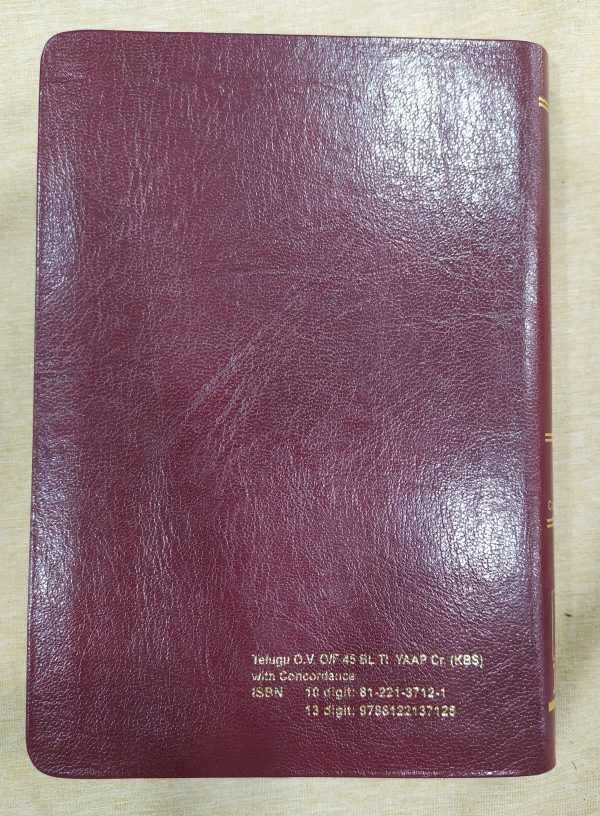 Telugu O.V. O/F 45 BL TI YAAP Cr. (KBS)
with Concordance
ISBN 10 digit: 81-221-3712-1
13 digit: 9788122137125